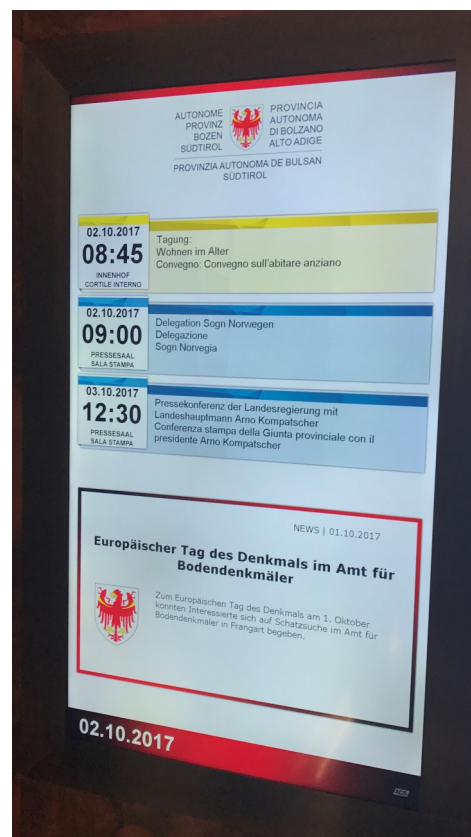 AUTONOME
PROVINZ
BOZEN
SÜDTIROL
PROVINCIA
AUTONOMA
DI BOLZANO
ALTO ADIGE
PROVINZIA AUTONOMA DE BULSAN
SÜDTIROL
02.10.2017
08:45
INNENHOF
CORTILE INTERNO
Tagung:
Wohnen im Alter
Convegno: Convegno sull'abitare anziano
02.10.2017
09:00
PRESSESAAL
SALA STAMPA
Delegation Sogn Norwegen
Delegazione
Sogn Norvegia
03.10.2017
12:30
PRESSESAAL
SALA STAMPA
Pressekonferenz der Landesregierung mit
Landeshauptmann Arno Kompatscher
Conferenza stampa della Giunta provinciale con il
presidente Arno Kompatscher
NEWS | 01.10.2017
Europäischer Tag des Denkmals im Amt für
Bodendenkmäler
Zum Europäischen Tag des Denkmals am 1. Oktober
konnten Interessierte sich auf Schatzsuche im Amt für
Bodendenkmäler in Frangart begeben.
02.10.2017